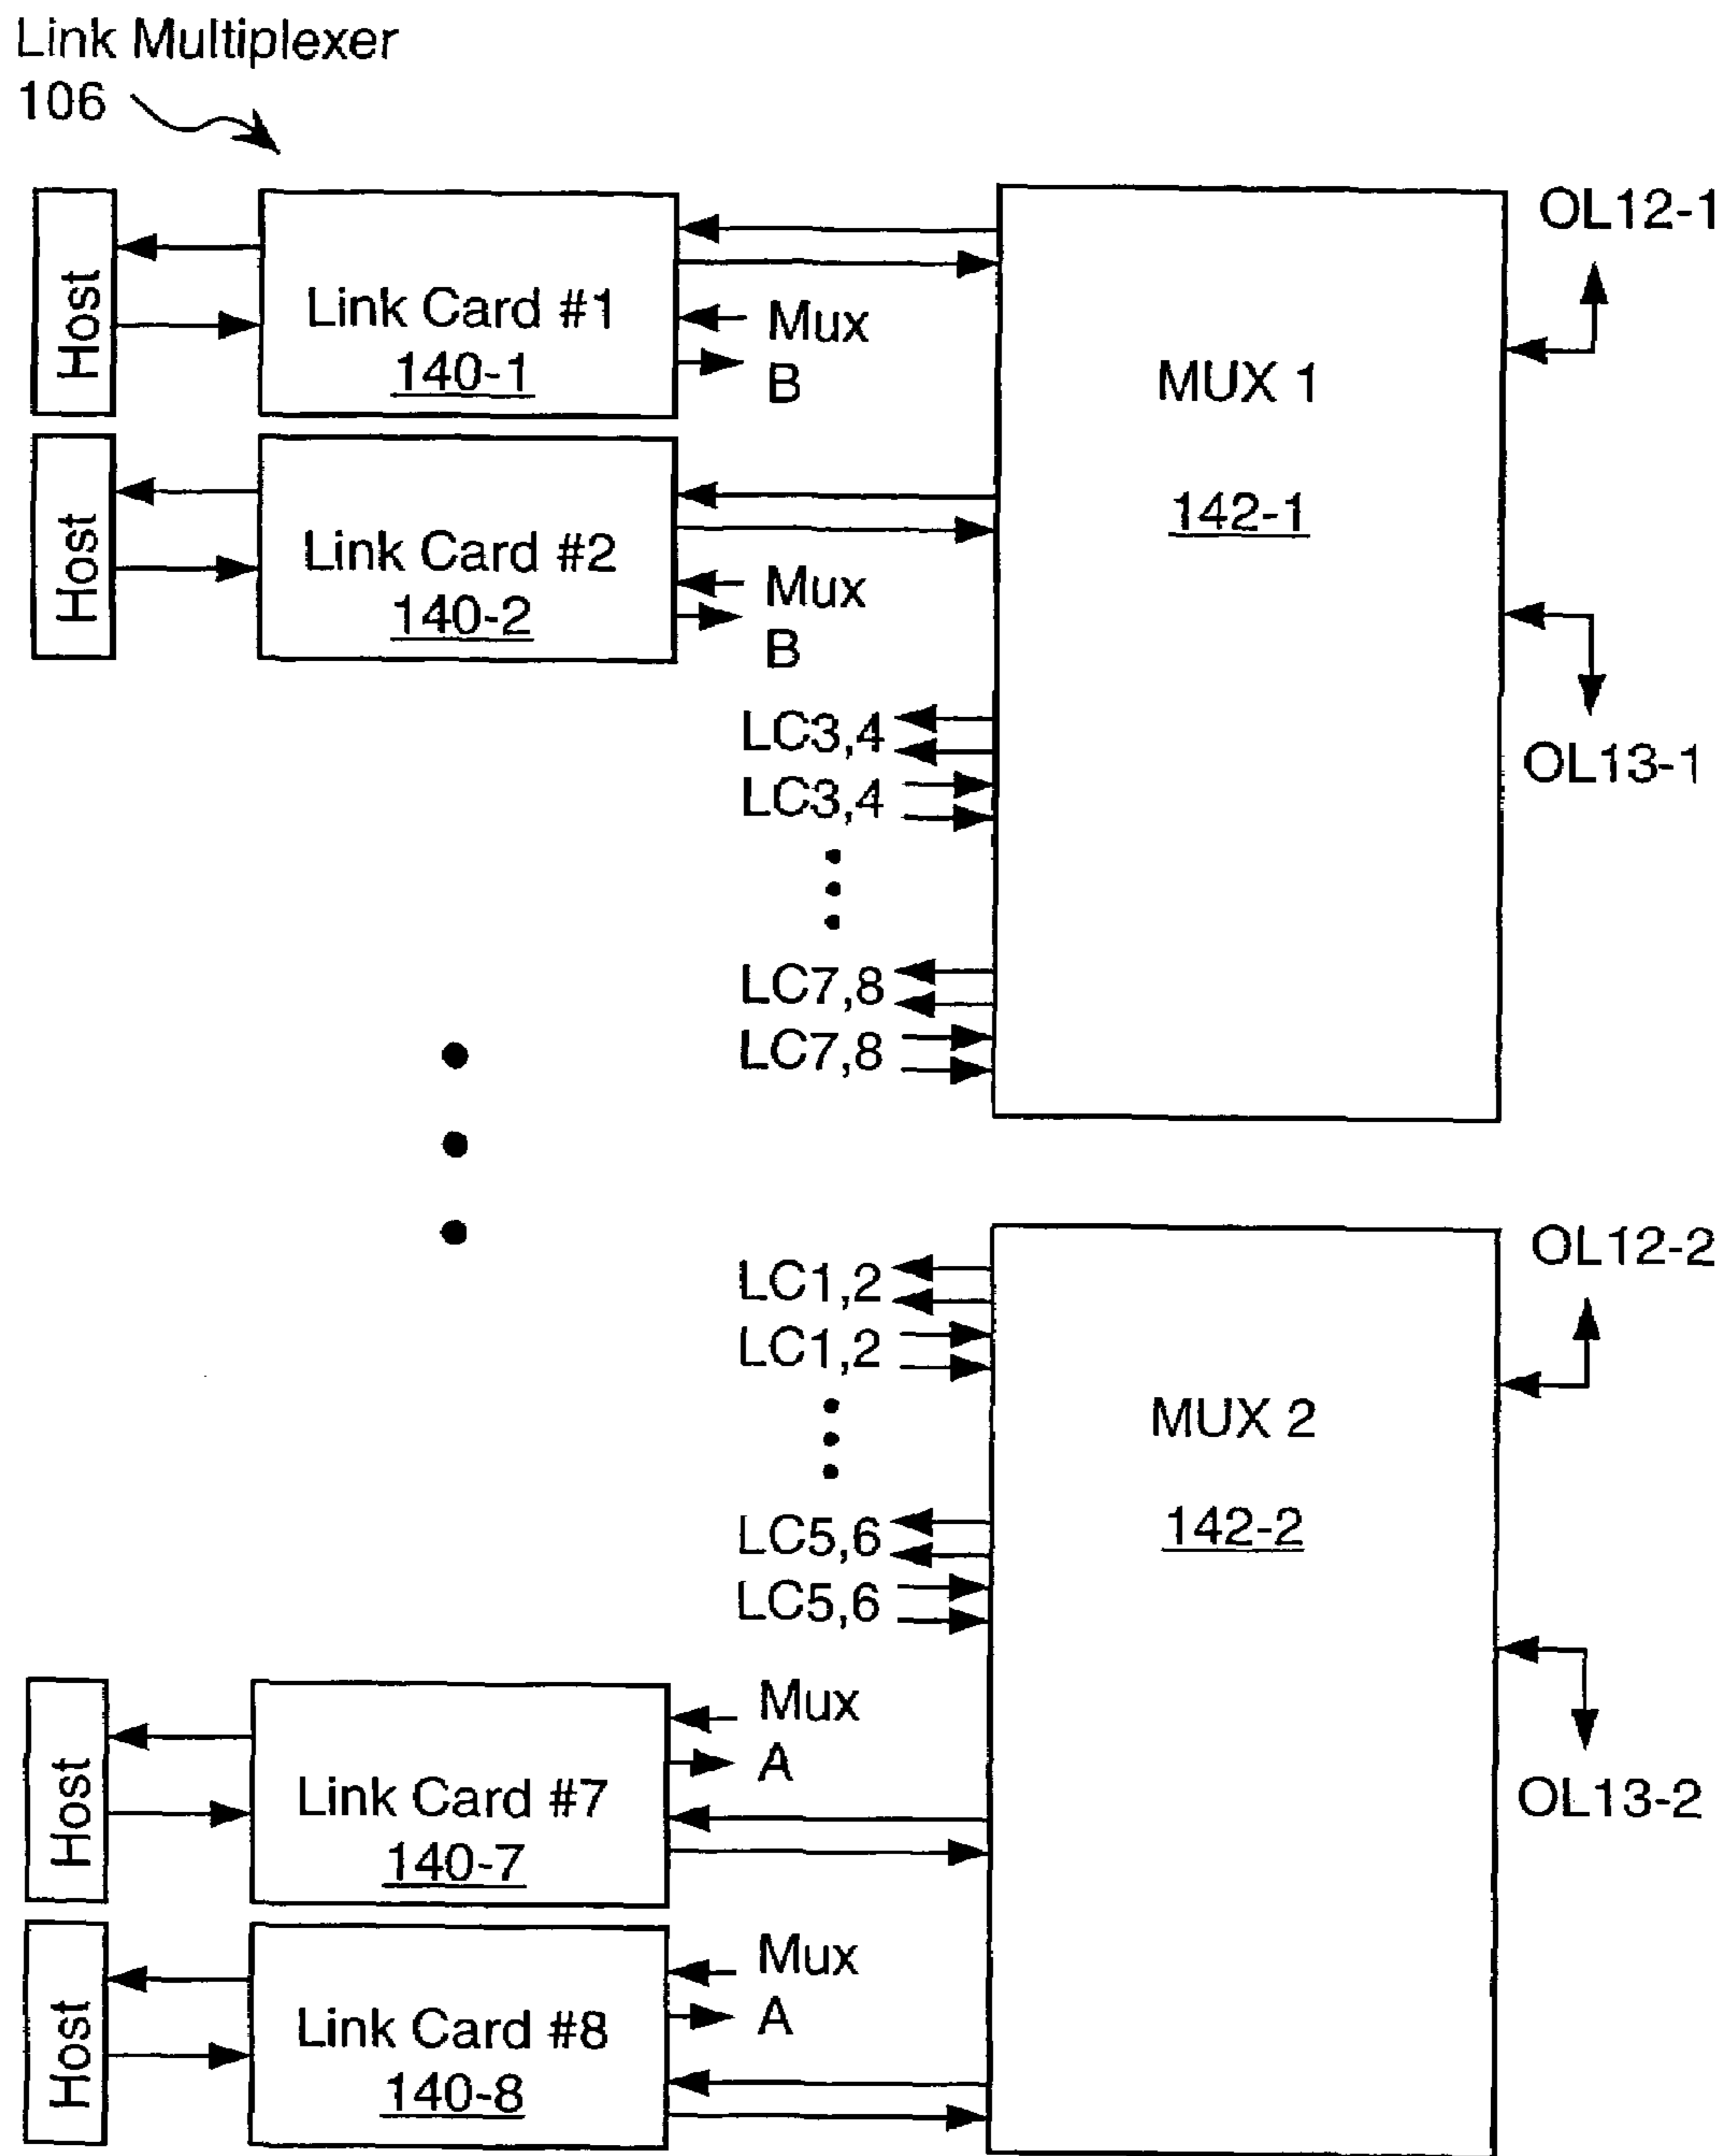 Link Multiplexer
106
Host
Link Card #1
140-1
Mux
B
MUX 1
142-1
OL12-1
OL13-1
Host
Link Card #2
140-2
Mux
B
LC3,4
LC3,4
LC7,8
LC7,8
LC1,2
LC1,2
LC5,6
LC5,6
MUX 2
142-2
OL12-2
OL13-2
Host
Link Card #7
140-7
Mux
A
Host
Link Card #8
140-8
Mux
A